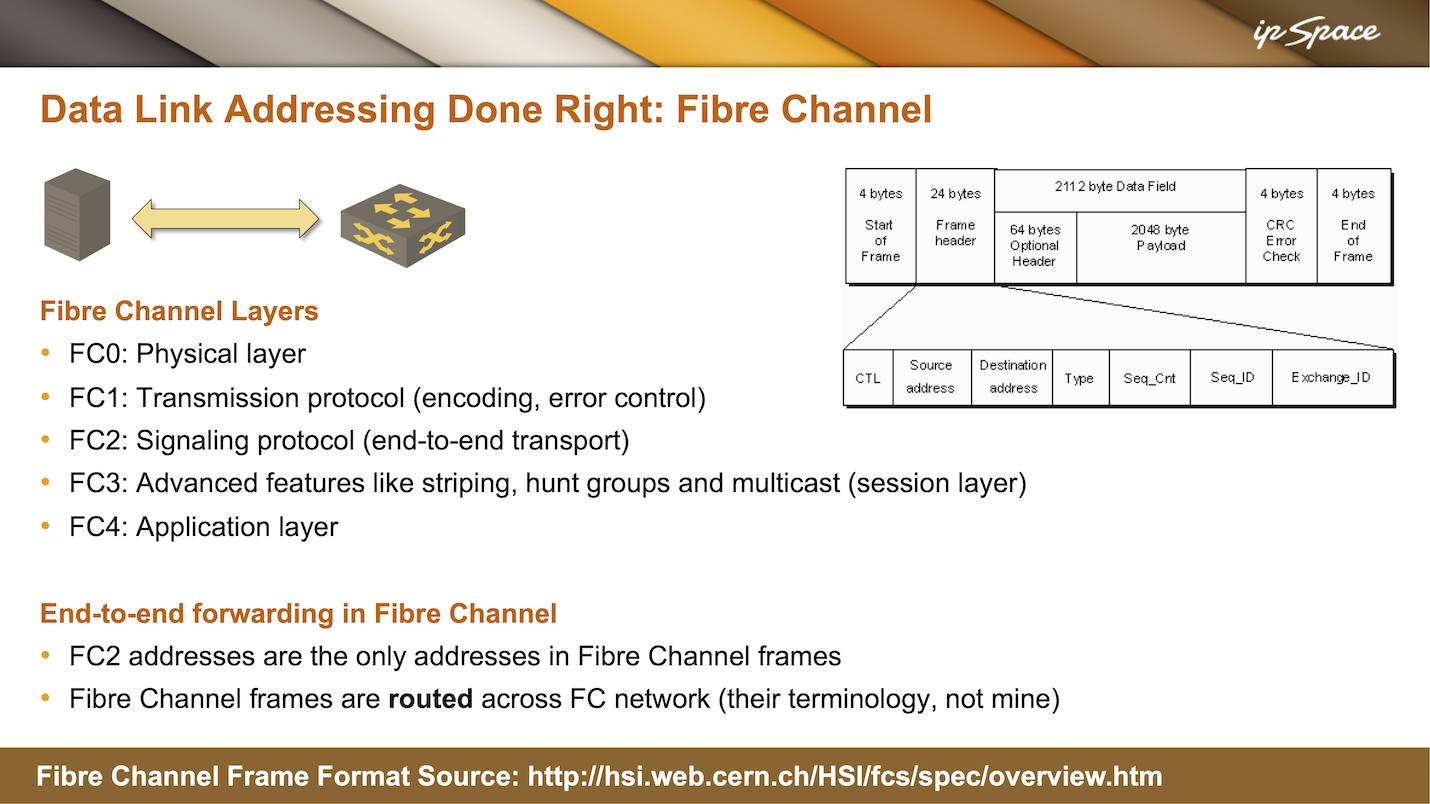 ipSpace
Data Link Addressing Done Right: Fibre Channel
4 bytes
Start
of
Frame
24 bytes
Frame
header
2112 byte Data Field
64 bytes
Optional
Header
2048 byte
Payload
4 bytes
CRC
Error
Check
4 bytes
End
of
Frame
CTL
Source
address
Destination
address
Type
Seq_Cnt
Seq_ID
Exchange_ID
Fibre Channel Layers
• FC0: Physical layer
• FC1: Transmission protocol (encoding, error control)
• FC2: Signaling protocol (end-to-end transport)
• FC3: Advanced features like striping, hunt groups and multicast (session layer)
• FC4: Application layer
End-to-end forwarding in Fibre Channel
• FC2 addresses are the only addresses in Fibre Channel frames
• Fibre Channel frames are routed across FC network (their terminology, not mine)
Fibre Channel Frame Format Source: http://hsi.web.cern.ch/HSI/fcs/spec/overview.htm